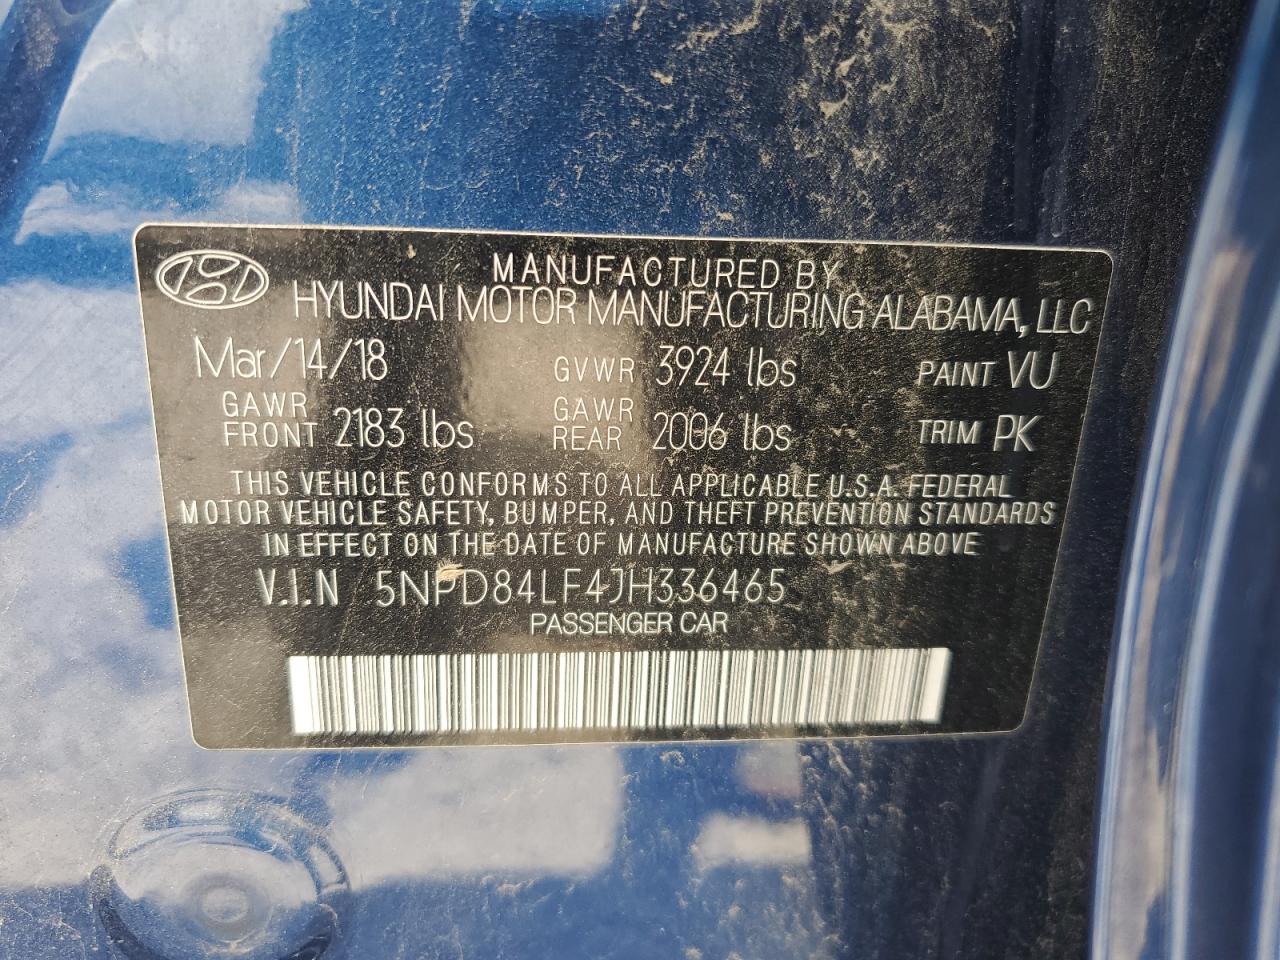 MANUFACTURED BY
HYUNDAI MOTOR MANUFACTURING ALABAMA, LLC
Mar/14/18 GVWR 3924 lbs PAINT VU
GAWR FRONT 2183 lbs GAWR REAR 2006 lbs TRIM PK
THIS VEHICLE CONFORMS TO ALL APPLICABLE U.S.A. FEDERAL
MOTOR VEHICLE SAFETY, BUMPER, AND THEFT PREVENTION STANDARDS
IN EFFECT ON THE DATE OF MANUFACTURE SHOWN ABOVE
V.I.N 5NPD84LF4JH336465
PASSENGER CAR